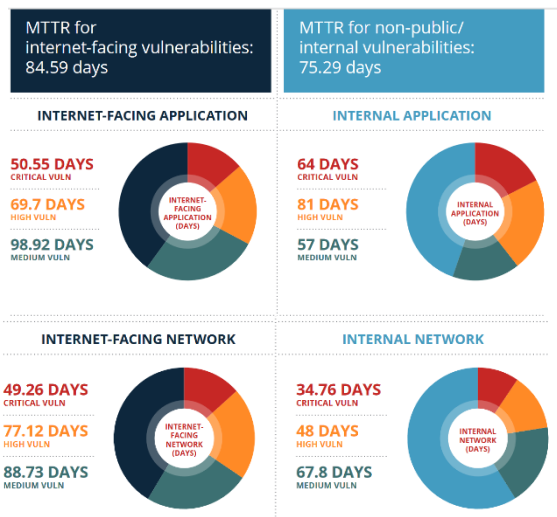 MTTR for
internet-facing vulnerabilities:
84.59 days
MTTR for non-public/
internal vulnerabilities:
75.29 days
INTERNET-FACING APPLICATION
50.55 DAYS
CRITICAL VULN
69.7 DAYS
HIGH VULN
98.92 DAYS
MEDIUM VULN
INTERNET-
FACING
APPLICATION
(DAYS)
INTERNAL APPLICATION
64 DAYS
CRITICAL VULN
81 DAYS
HIGH VULN
57 DAYS
MEDIUM VULN
INTERNAL
APPLICATION
(DAYS)
INTERNET-FACING NETWORK
49.26 DAYS
CRITICAL VULN
77.12 DAYS
HIGH VULN
88.73 DAYS
MEDIUM VULN
INTERNET-
FACING
NETWORK
(DAYS)
INTERNAL NETWORK
34.76 DAYS
CRITICAL VULN
48 DAYS
HIGH VULN
67.8 DAYS
MEDIUM VULN
INTERNAL
NETWORK
(DAYS)